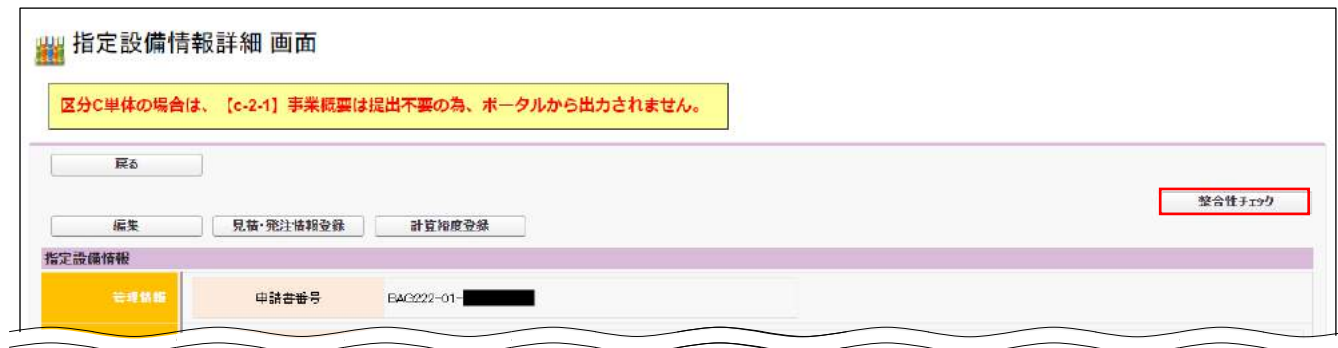 指定設備情報詳細 画面
区分C単体の場合は、【c-2-1】事業概要は提出不要の為、ポータルから出力されません。
戻る
整合性チェック
編集 見積・発注情報登録 計算裕度登録
指定設備情報
管理情報 申請書番号 BAG222-01-